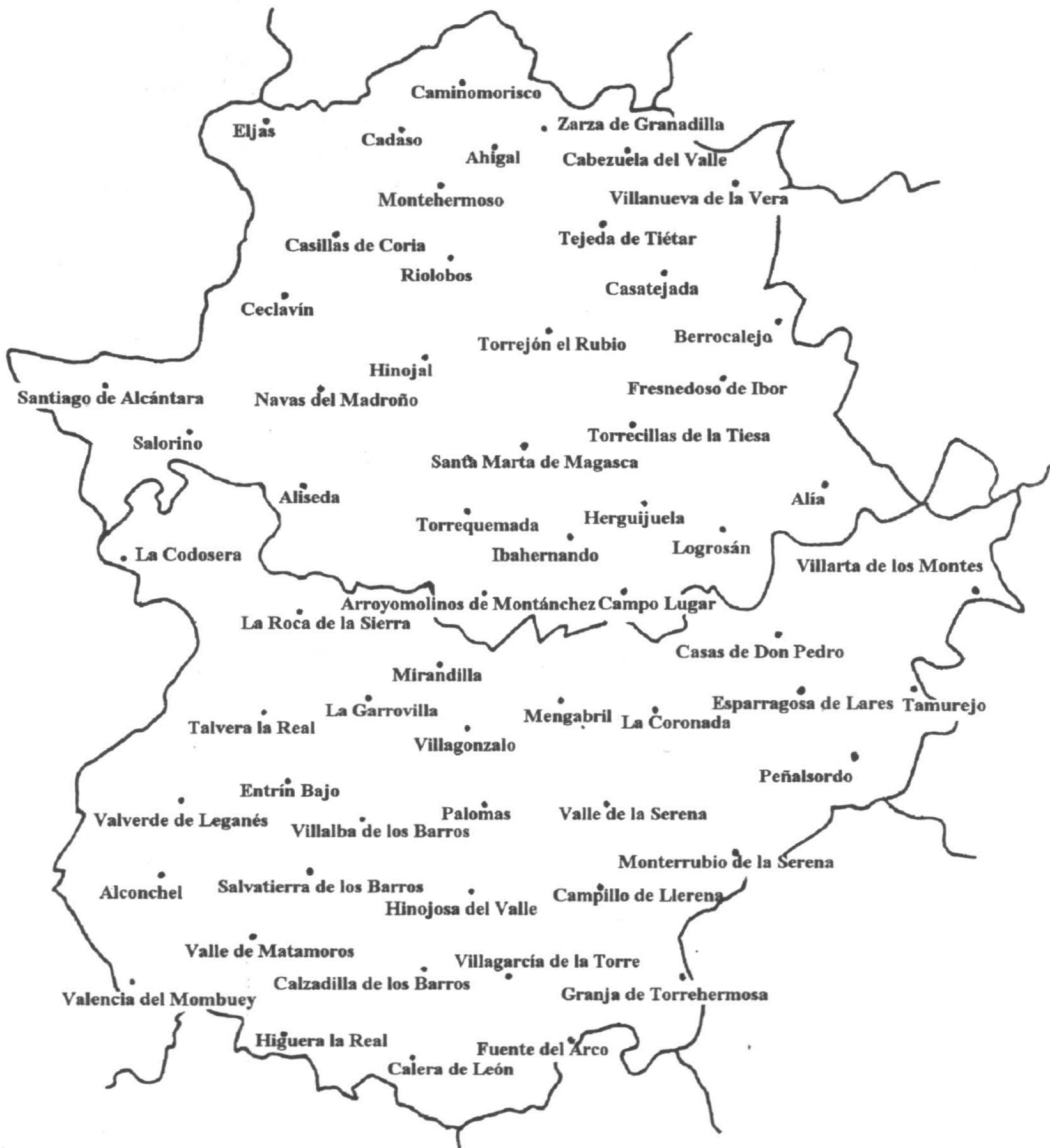 Caminomorisco
Eljas
Cadaso
Zarza de Granadilla
Ahigal
Cabezuela del Valle
Montehermoso
Villanueva de la Vera
Casillas de Coria
Tejeda de Tiétar
Riolobos
Casatejada
Ceclavín
Torrejón el Rubio
Berrocalejo
Hinojal
Santiago de Alcántara
Navas del Madroño
Fresnedoso de Ibor
Salorino
Torrecillas de la Tiesa
Santa Marta de Magasca
Aliseda
Alía
Torrequemada
Herguijuela
Ibahernando
Logrosán
La Codosera
Villarta de los Montes
Arroyomolinos de Montánchez
Campo Lugar
La Roca de la Sierra
Casas de Don Pedro
Mirandilla
Talvera la Real
La Garrovilla
Mengabril
La Coronada
Esparragosa de Lares
Tamurejo
Villagonzalo
Peñalsordo
Entrín Bajo
Valverde de Leganés
Villalba de los Barros
Palomas
Valle de la Serena
Monterrubio de la Serena
Alconchel
Salvatierra de los Barros
Hinojosa del Valle
Campillo de Llerena
Valle de Matamoros
Villagarcía de la Torre
Calzadilla de los Barros
Valencia del Mombuey
Granja de Torrehermosa
Higuera la Real
Fuente del Arco
Calera de León